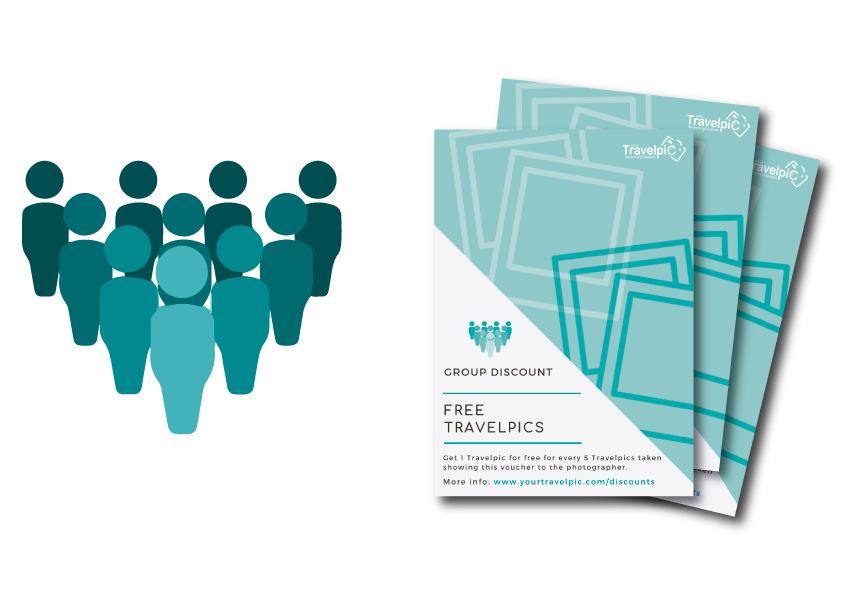 TravelpiC
TravelpiC
TravelpiC
GROUP DISCOUNT
FREE
TRAVELPICS
Get 1 Travelpic for free for every 5 Travelpics taken
showing this voucher to the photographer.
More info: www.yourtravelpic.com/discounts